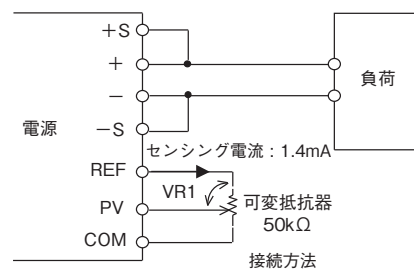 +S
+
−
電源
−S
負荷
センシング電流：1.4mA
REF
VR1
可変抵抗器
50kΩ
PV
COM
接続方法